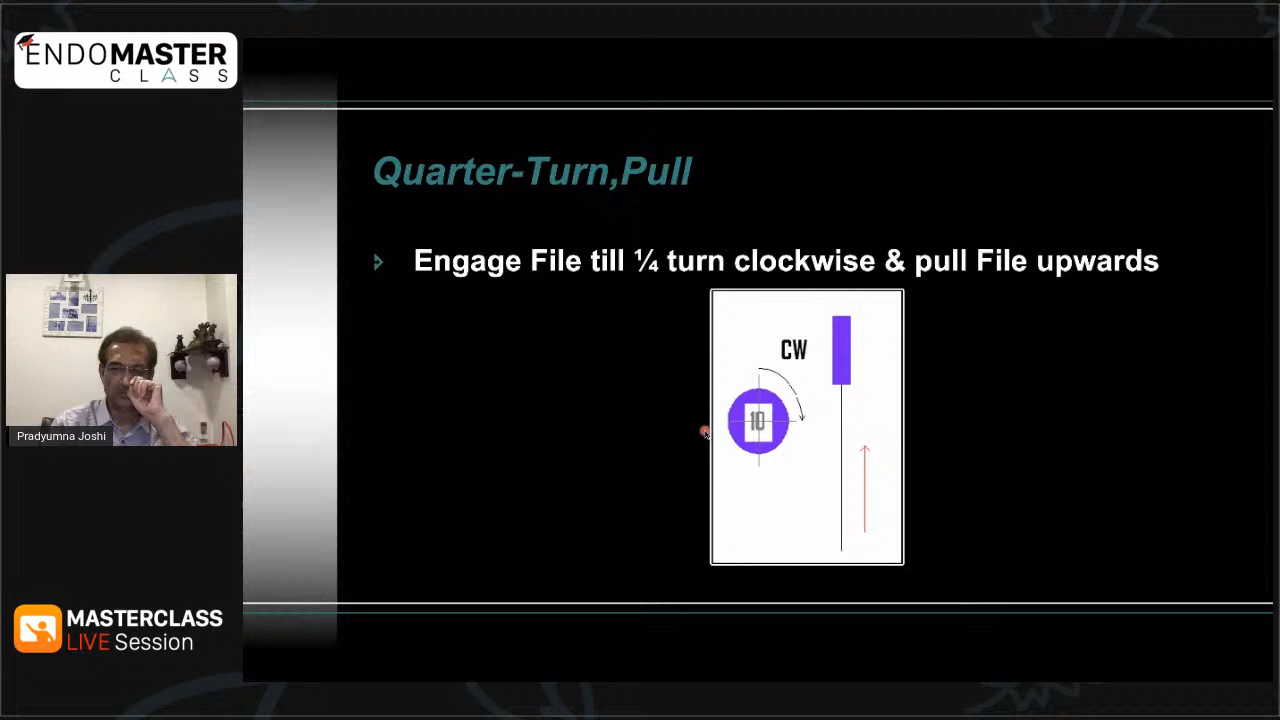 ENDOMASTER
CLASS
Quarter-Turn,Pull
Engage File till ¼ turn clockwise & pull File upwards
CW
10
Pradyumna Joshi
MASTERCLASS
LIVE Session